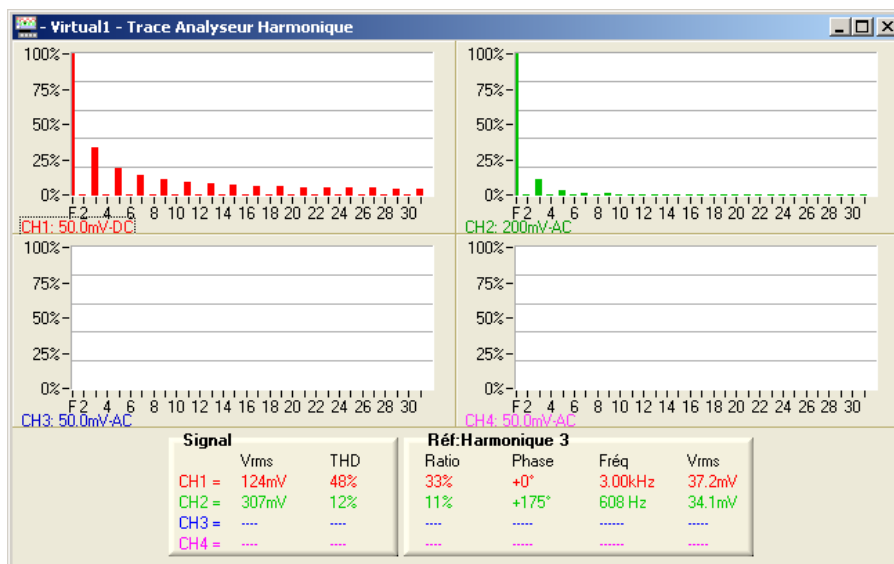 - Virtual1 - Trace Analyseur Harmonique
100%
75%
50%
25%
0%
F 2 4 6 8 10 12 14 16 18 20 22 24 26 28 30
CH1: 50.0mV-DC
100%
75%
50%
25%
0%
F 2 4 6 8 10 12 14 16 18 20 22 24 26 28 30
CH2: 200mV-AC
100%
75%
50%
25%
0%
F 2 4 6 8 10 12 14 16 18 20 22 24 26 28 30
CH3: 50.0mV-AC
100%
75%
50%
25%
0%
F 2 4 6 8 10 12 14 16 18 20 22 24 26 28 30
CH4: 50.0mV-AC
Signal
Vrms THD
CH1 = 124mV 48%
CH2 = 307mV 12%
CH3 = ---- ----
CH4 = ---- ----
Réf:Harmonique 3
Ratio Phase Fréq Vrms
33% +0° 3.00kHz 37.2mV
11% +175° 608 Hz 34.1mV
---- ----- ------ -----
---- ----- ------ -----